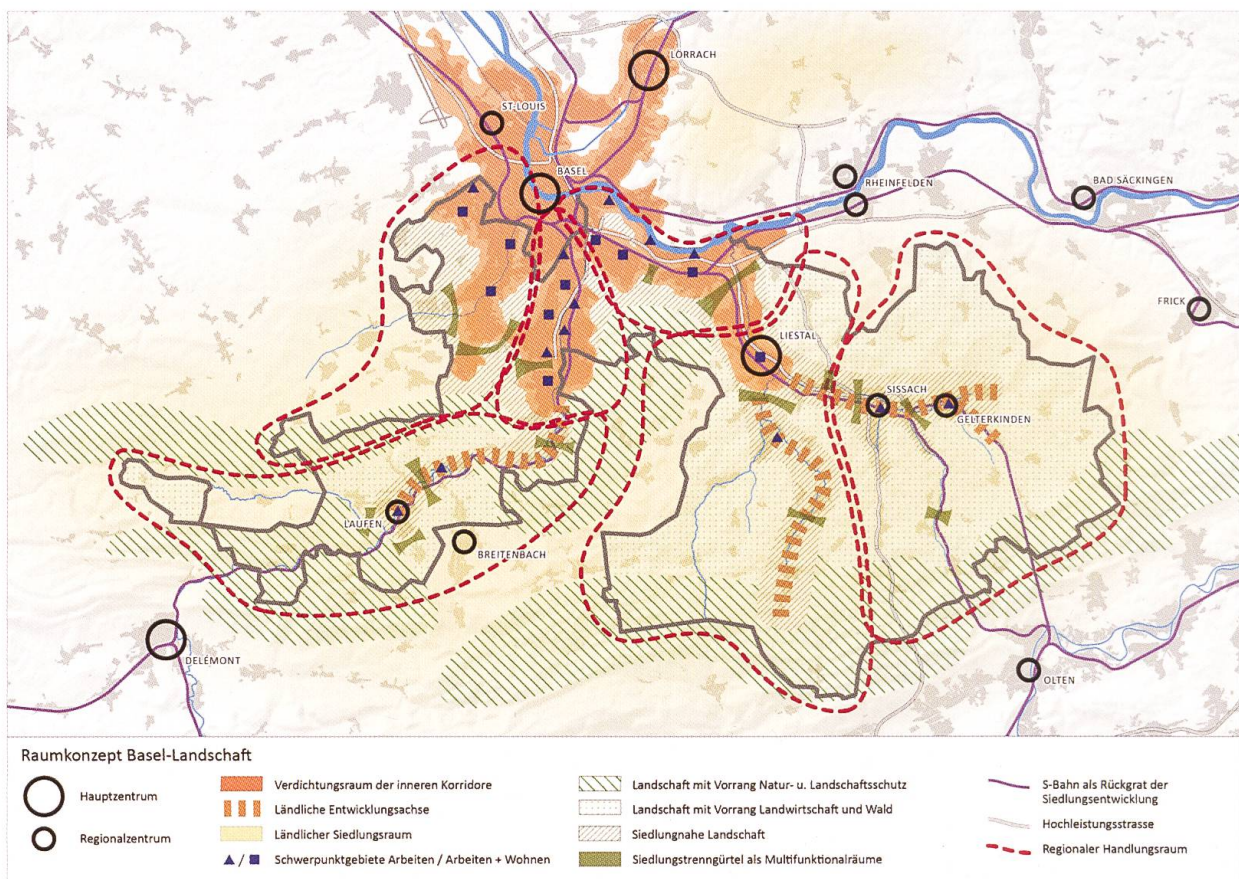 LÖRRACH
ST-LOUIS
BASEL
RHEINFELDEN
BAD SÄCKINGEN
FRICK
LIESTAL
SISSACH
GELTERKINDEN
LAUFEN
BREITENBACH
DELÉMONT
OLTEN
Raumkonzept Basel-Landschaft
Hauptzentrum
Regionalzentrum
Verdichtungsraum der inneren Korridore
Ländliche Entwicklungsachse
Ländlicher Siedlungsraum
/ Schwerpunktgebiete Arbeiten / Arbeiten + Wohnen
Landschaft mit Vorrang Natur- u. Landschaftsschutz
Landschaft mit Vorrang Landwirtschaft und Wald
Siedlungsnahe Landschaft
Siedlungstrenngürtel als Multifunktionalräume
S-Bahn als Rückgrat der
Siedlungsentwicklung
Hochleistungsstrasse
Regionaler Handlungsraum